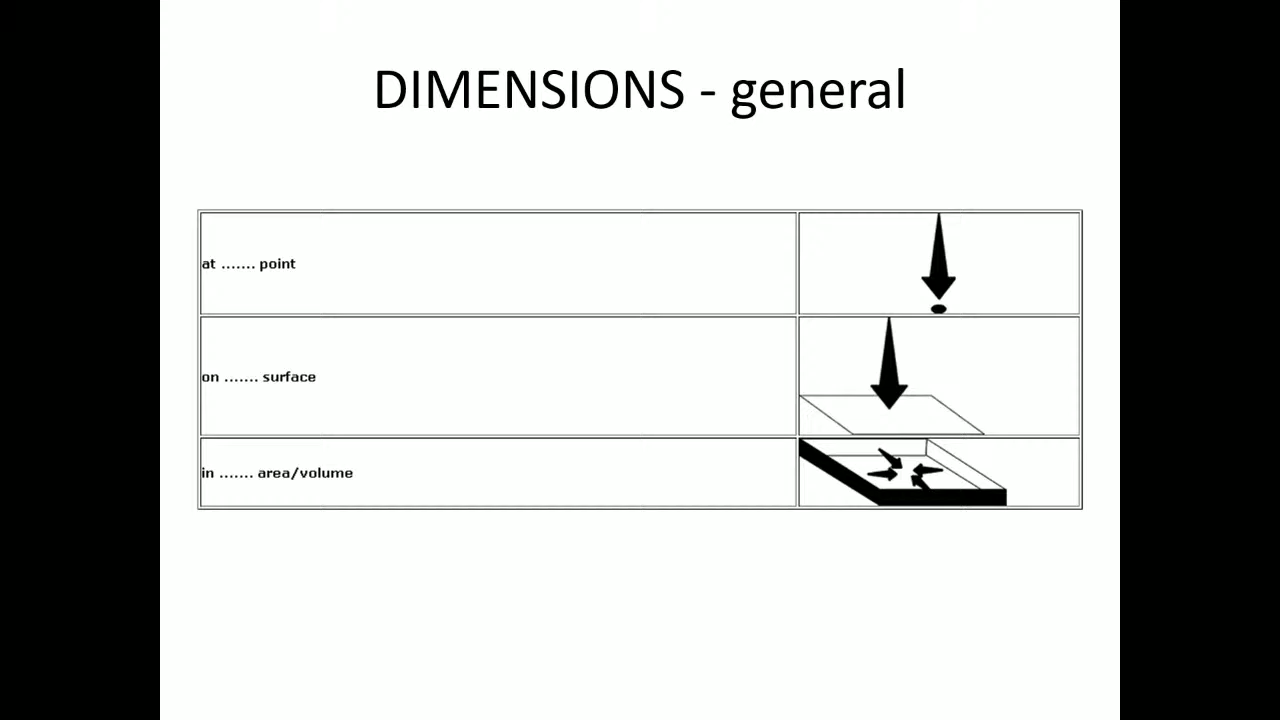 DIMENSIONS - general
at ....... point
on ....... surface
in ....... area/volume